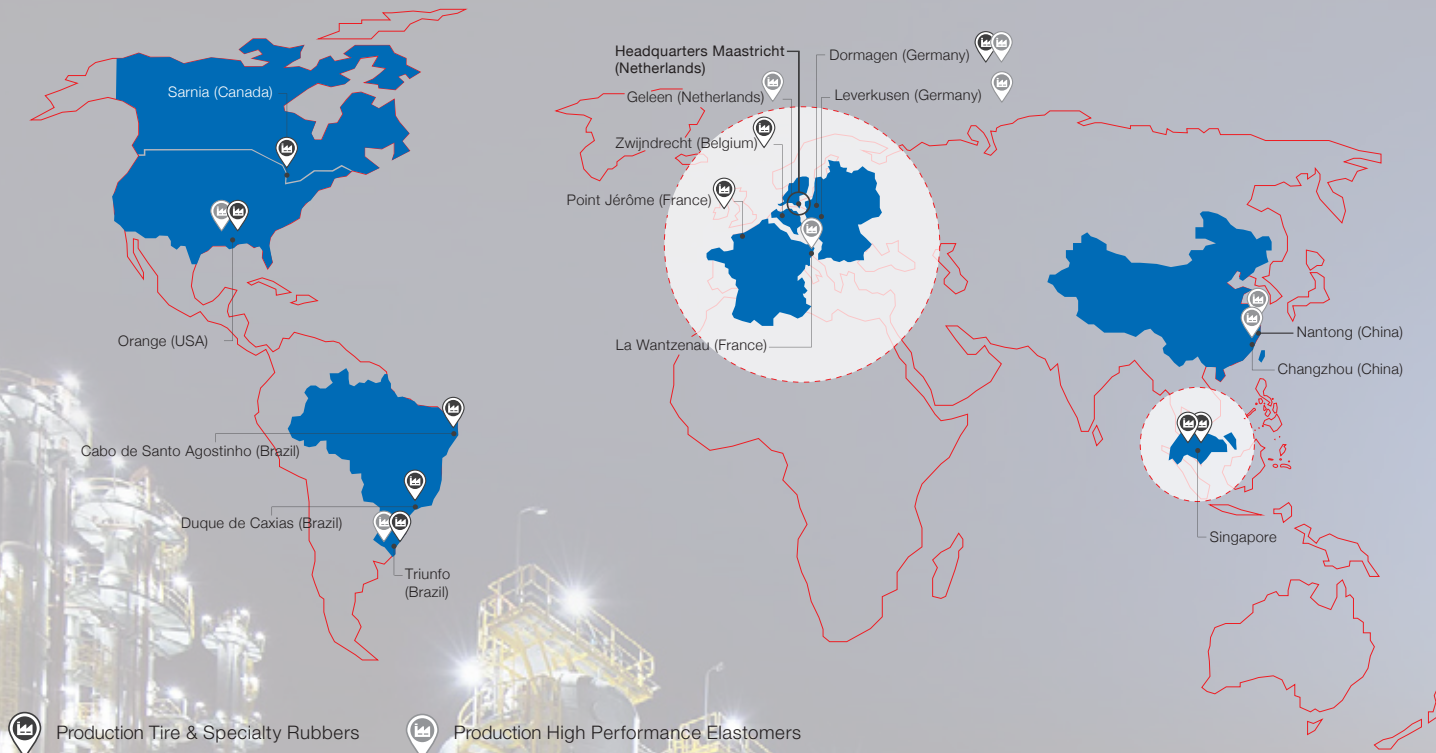 Headquarters Maastricht
(Netherlands)
Dormagen (Germany)
Sarnia (Canada)
Geleen (Netherlands)
Leverkusen (Germany)
Zwijndrecht (Belgium)
Point Jérôme (France)
Orange (USA)
La Wantzenau (France)
Nantong (China)
Changzhou (China)
Cabo de Santo Agostinho (Brazil)
Duque de Caxias (Brazil)
Singapore
Triunfo
(Brazil)
Production Tire & Specialty Rubbers
Production High Performance Elastomers